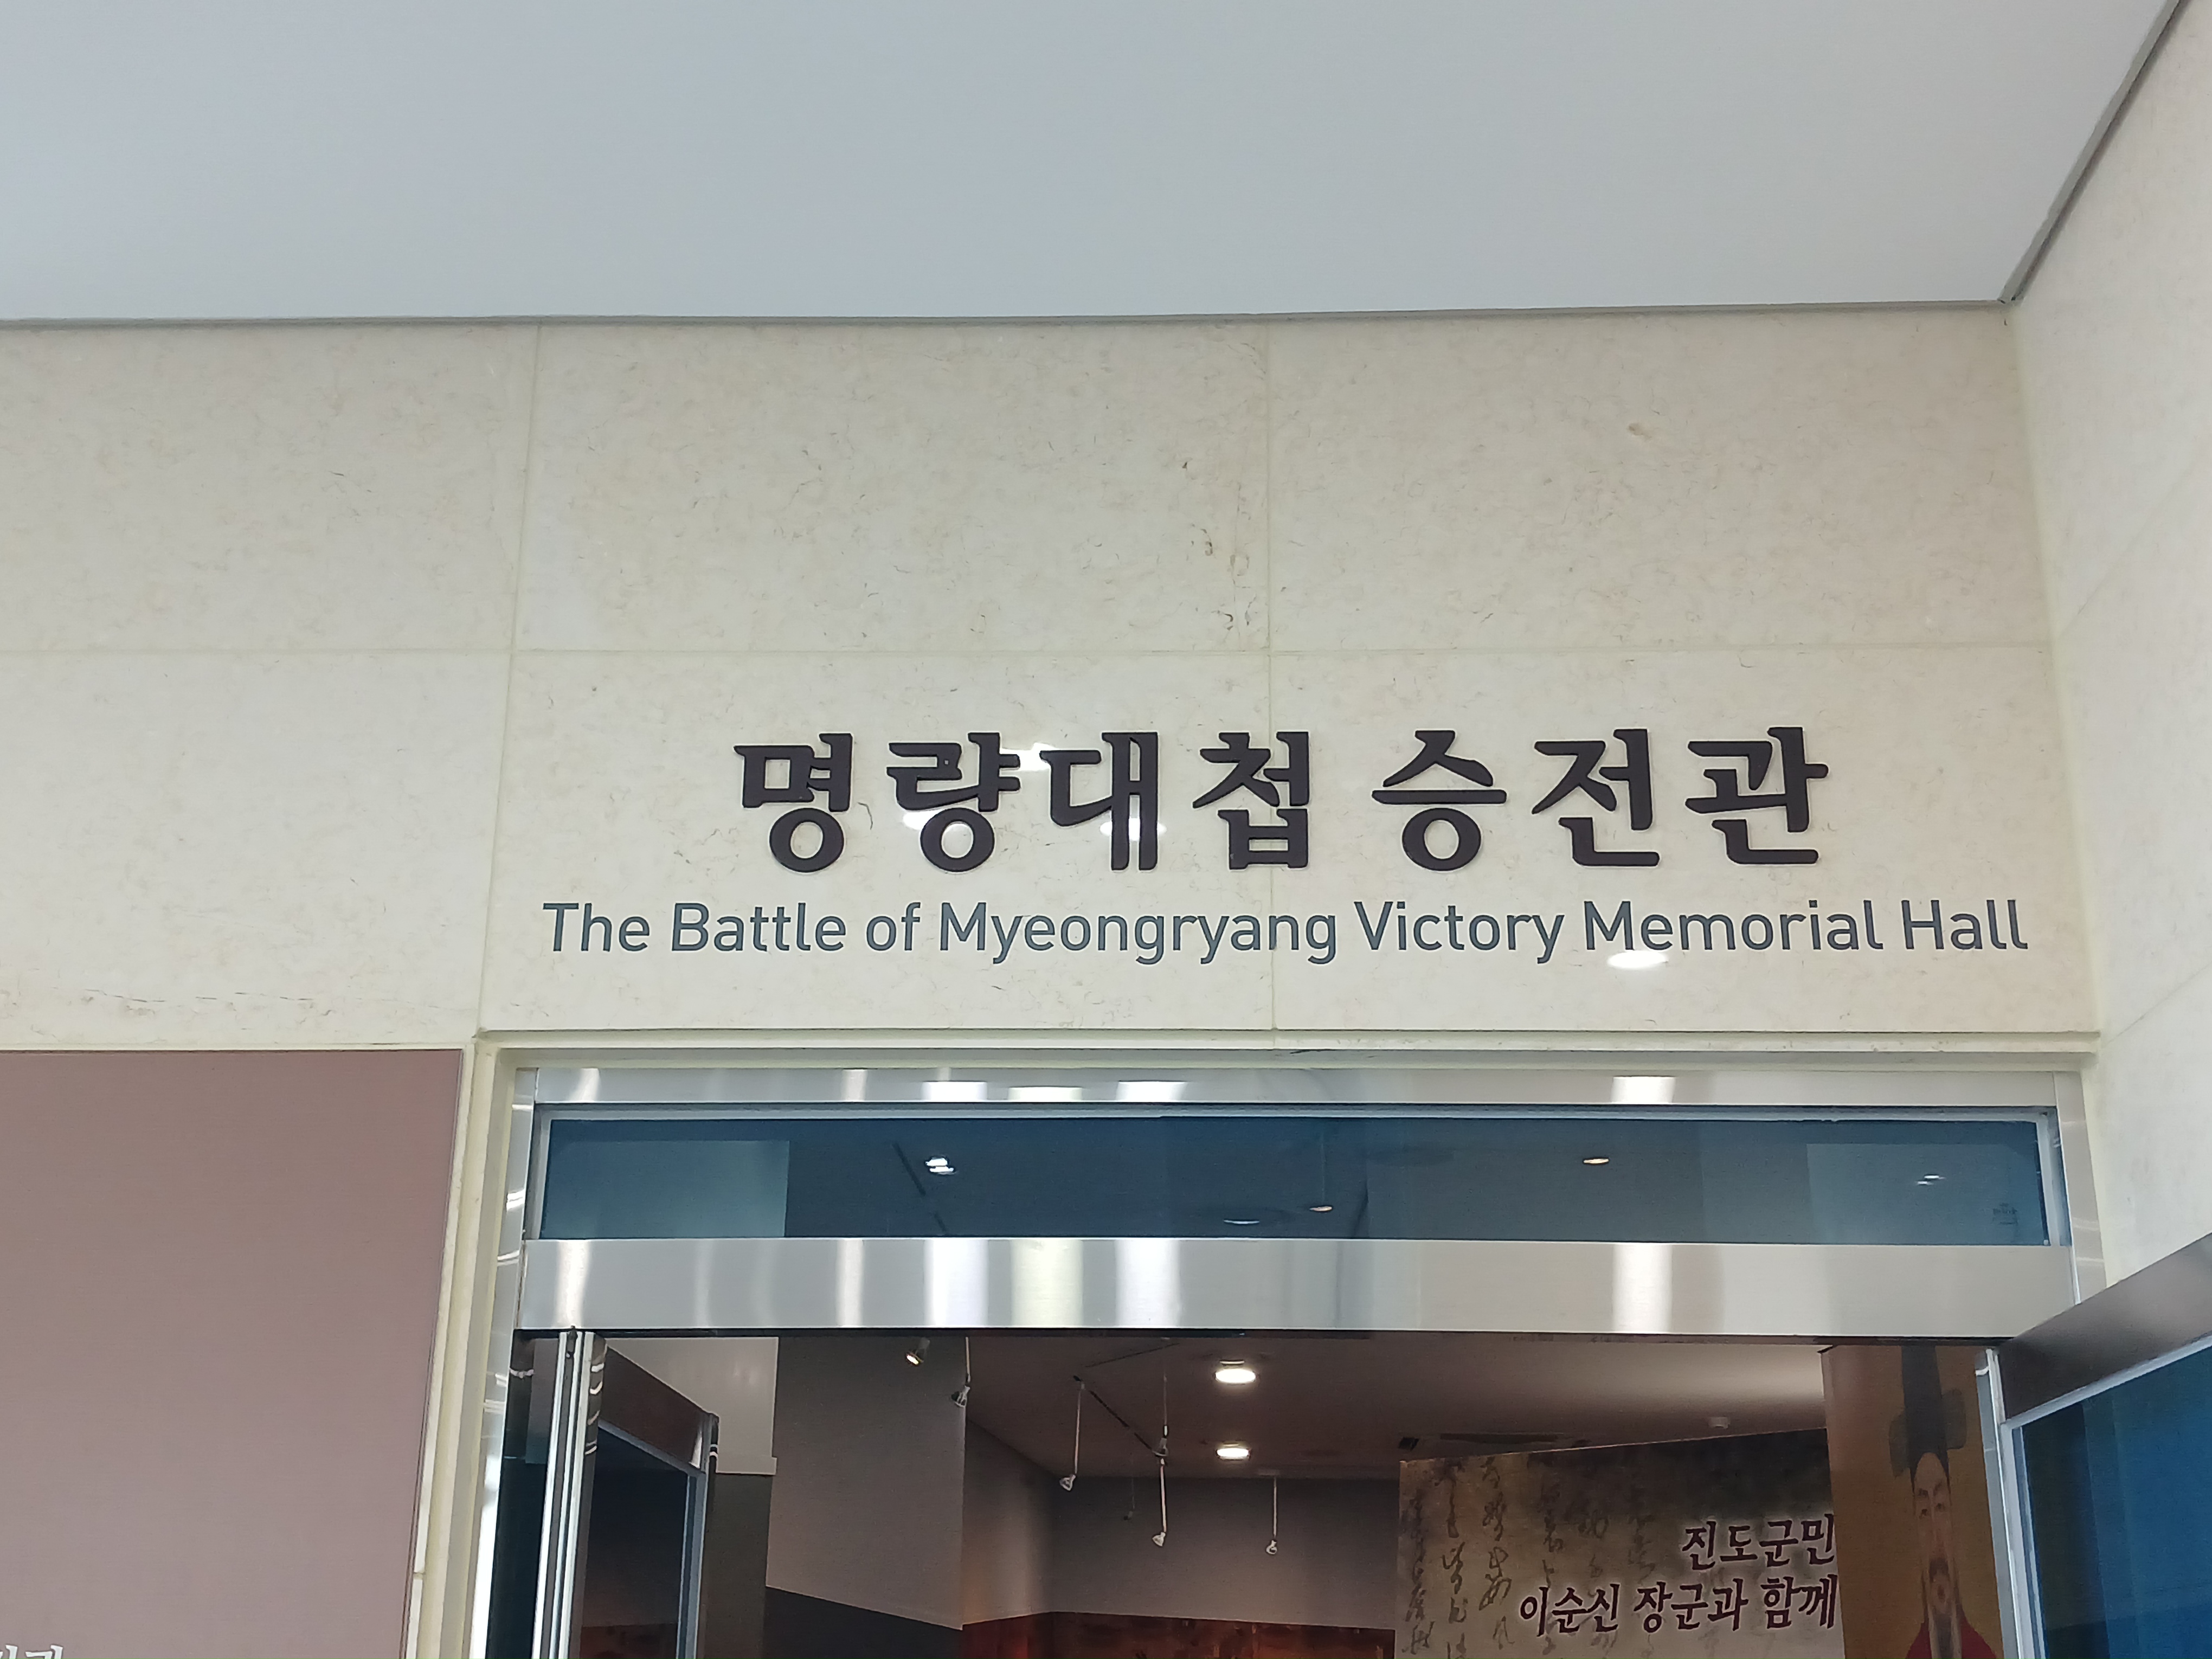 명량대첩 승전관
The Battle of Myeongryang Victory Memorial Hall
진도군민
이순신 장군과 함께